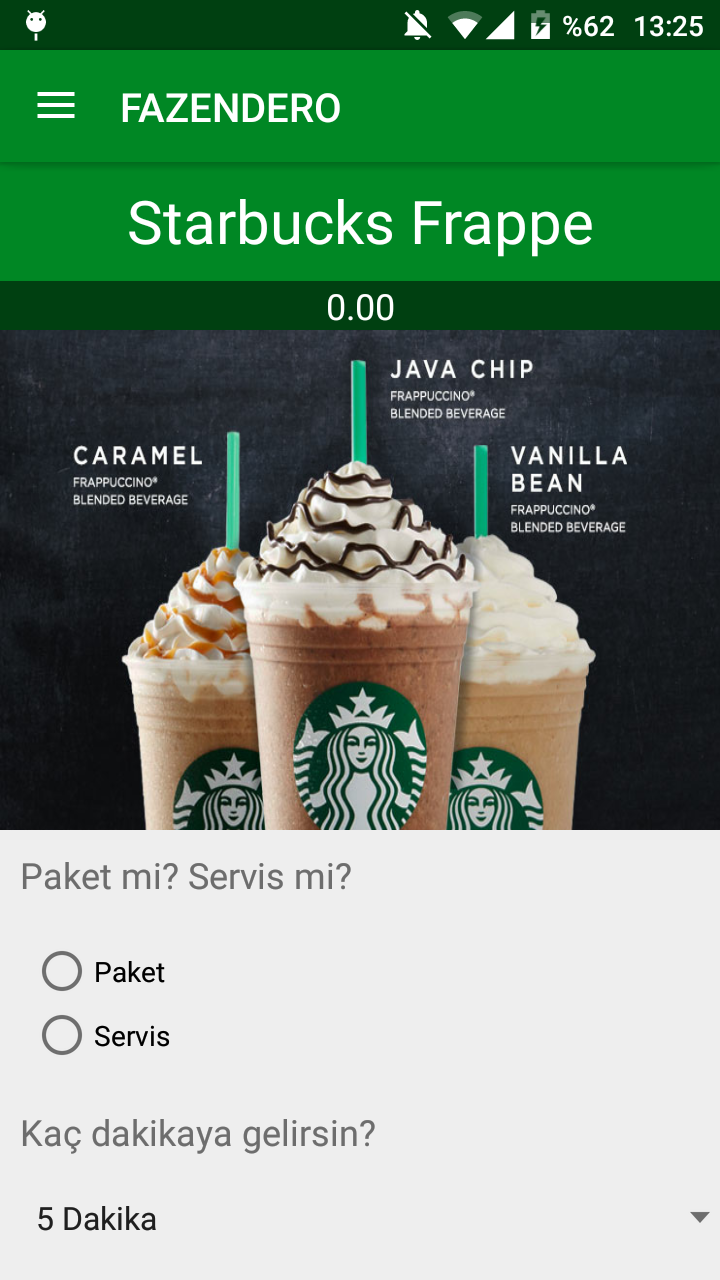 %62 13:25
FAZENDERO
Starbucks Frappe
0.00
JAVA CHIP
FRAPPUCCINO®
BLENDED BEVERAGE
CARAMEL
FRAPPUCCINO®
BLENDED BEVERAGE
VANILLA
BEAN
FRAPPUCCINO®
BLENDED BEVERAGE
Paket mi? Servis mi?
Paket
Servis
Kaç dakikaya gelirsin?
5 Dakika